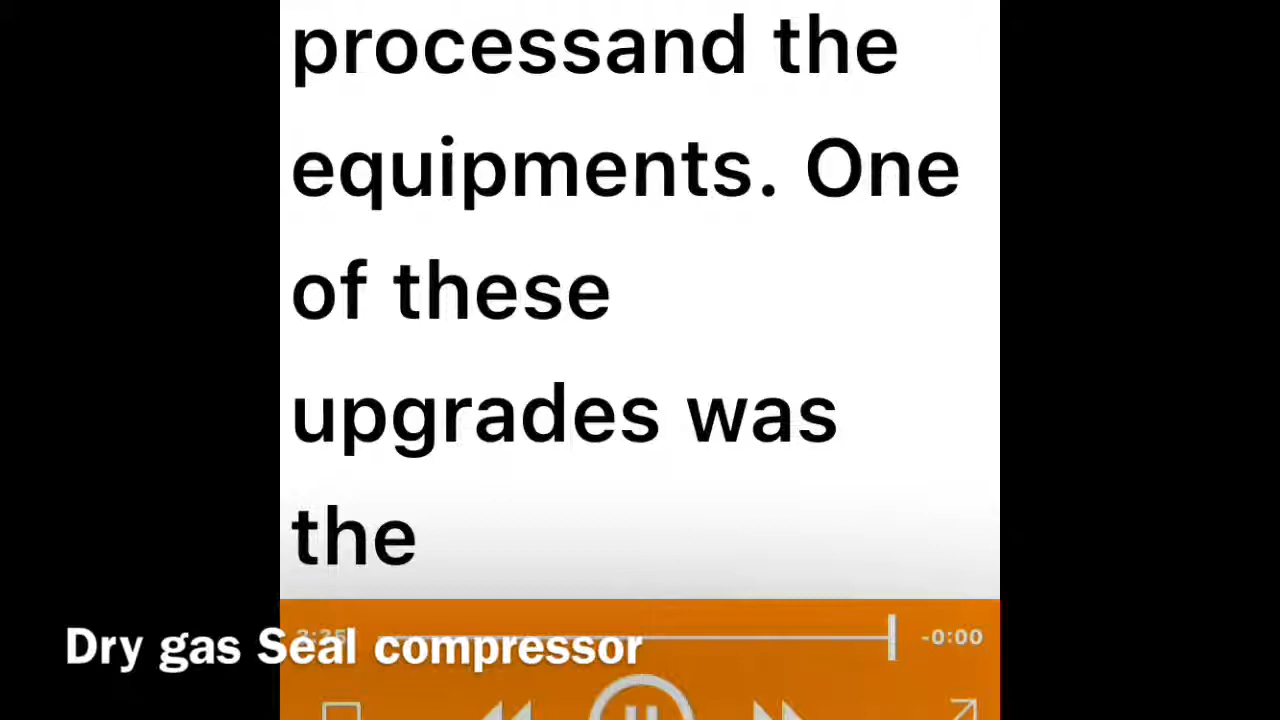 processand the
equipments. One
of these
upgrades was
the
-0:00
Dry gas Seal compressor